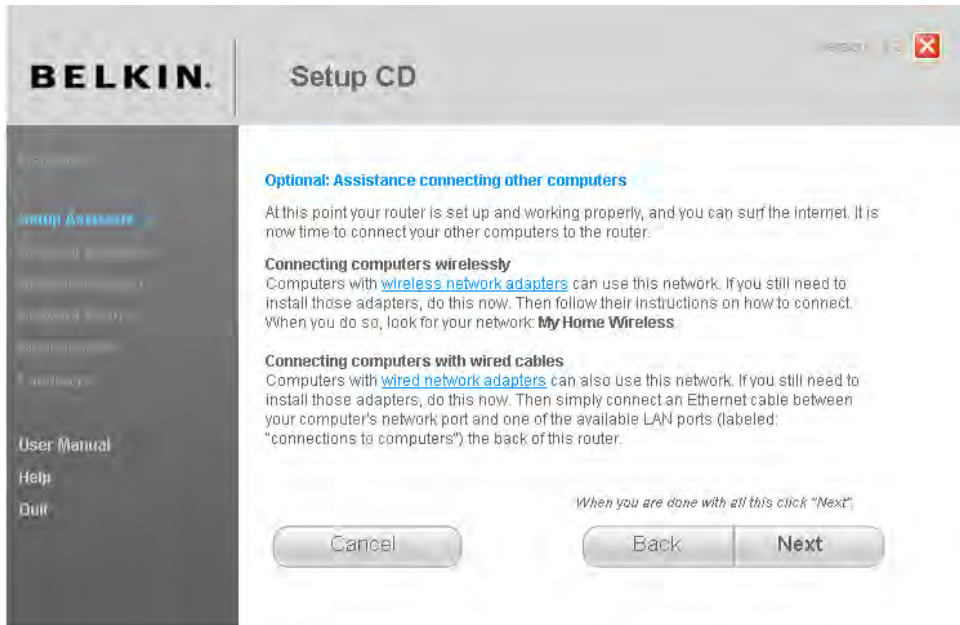 BELKIN.
Setup CD
Setup Assistant
User Manual
Help
Quit
Optional: Assistance connecting other computers
At this point your router is set up and working properly, and you can surf the internet. It is
now time to connect your other computers to the router.
Connecting computers wirelessly
Computers with wireless network adapters can use this network. If you still need to
install those adapters, do this now. Then follow their instructions on how to connect.
When you do so, look for your network: My Home Wireless
Connecting computers with wired cables
Computers with wired network adapters can also use this network. If you still need to
install those adapters, do this now. Then simply connect an Ethernet cable between
your computer's network port and one of the available LAN ports (labeled:
"connections to computers") the back of this router.
When you are done with all this click "Next".
Cancel
Back
Next